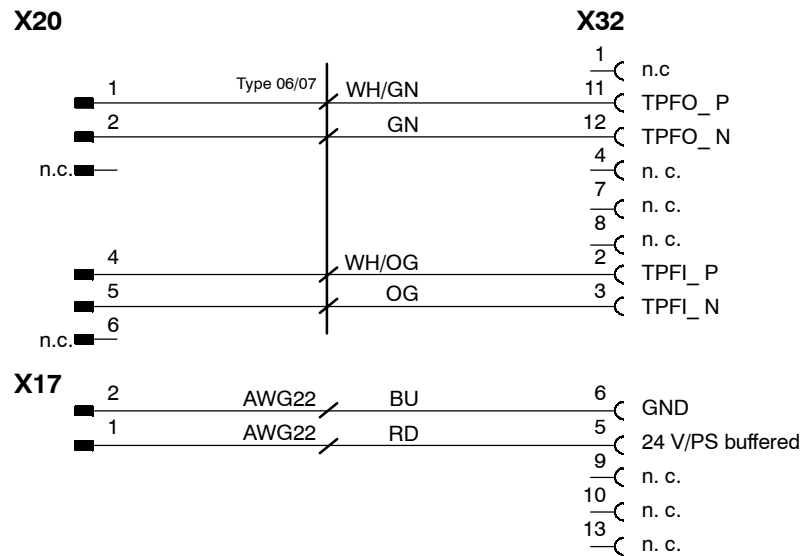 X20 X32
1 n.c
1 Type 06/07 WH/GN 11 TPFO_ P
2 GN 12 TPFO_ N
n.c. 4 n. c.
7 n. c.
8 n. c.
4 WH/OG 2 TPFI_ P
5 OG 3 TPFI_ N
n.c. 6
X17
2 AWG22 BU 6 GND
1 AWG22 RD 5 24 V/PS buffered
9 n. c.
10 n. c.
13 n. c.